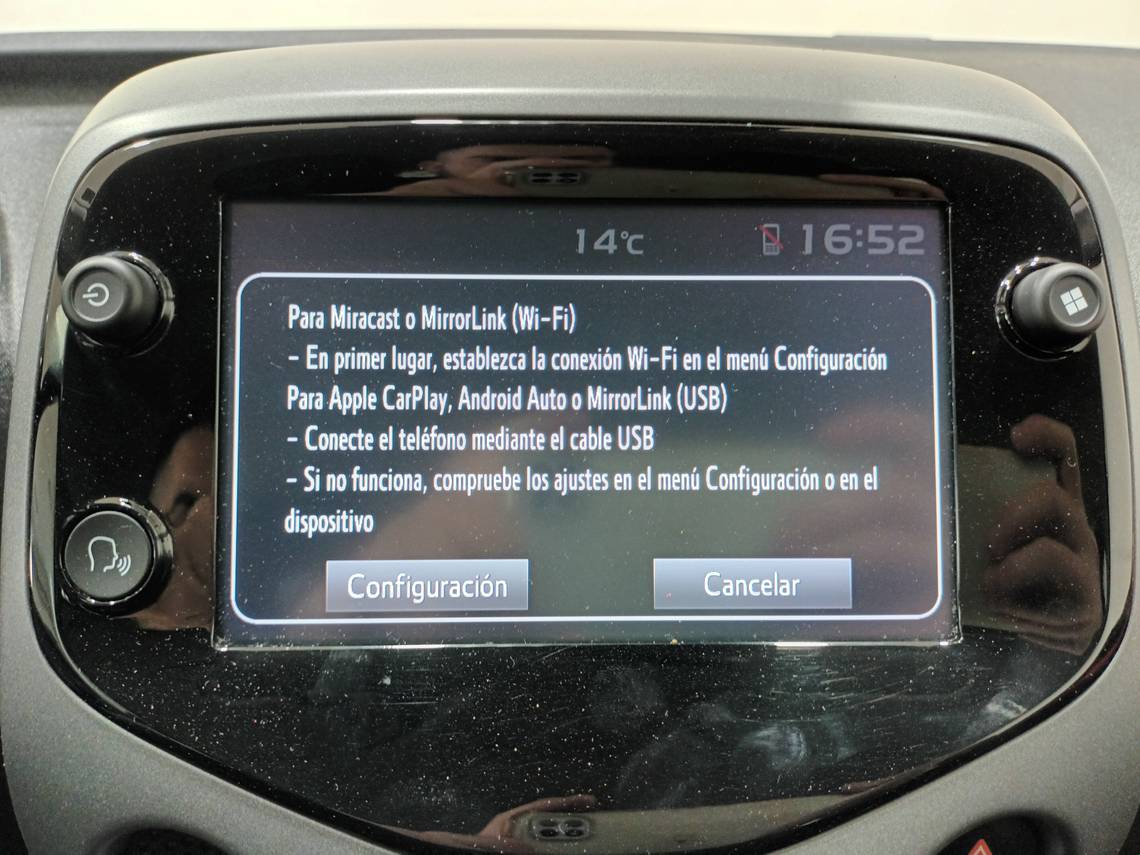 14°C 16:52
Para Miracast o MirrorLink (Wi-Fi)
- En primer lugar, establezca la conexión Wi-Fi en el menú Configuración
Para Apple CarPlay, Android Auto o MirrorLink (USB)
- Conecte el teléfono mediante el cable USB
- Si no funciona, compruebe los ajustes en el menú Configuración o en el
dispositivo
Configuración Cancelar